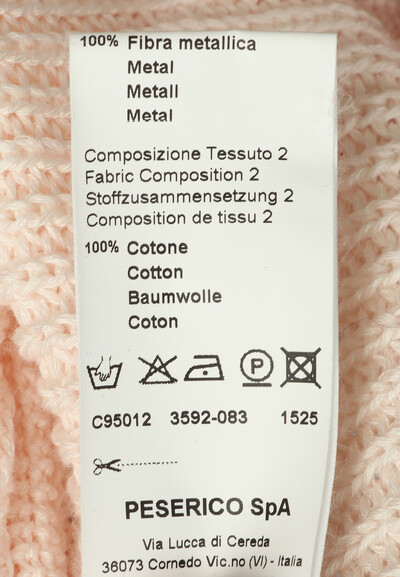 100% Fibra metallica
Metal
Metall
Metal
Composizione Tessuto 2
Fabric Composition 2
Stoffzusammensetzung 2
Composition de tissu 2
100% Cotone
Cotton
Baumwolle
Coton
P
C95012 3592-083 1525
PESERICO SpA
Via Lucca di Cereda
36073 Cornedo Vic.no (VI) - Italia